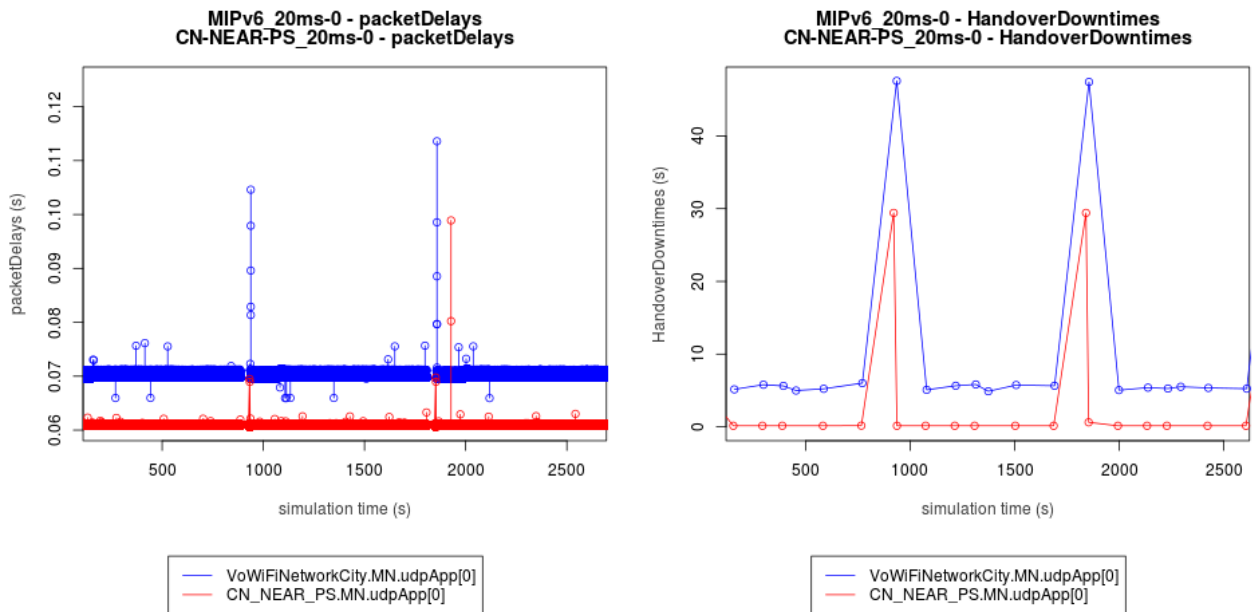 MIPv6_20ms-0 - packetDelays
CN-NEAR-PS_20ms-0 - packetDelays
packetDelays (s)
0.12
0.11
0.10
0.09
0.08
0.07
0.06
500
1000
1500
2000
2500
simulation time (s)
VoWiFiNetworkCity.MN.udpApp[0]
CN_NEAR_PS.MN.udpApp[0]
MIPv6_20ms-0 - HandoverDowntimes
CN-NEAR-PS_20ms-0 - HandoverDowntimes
HandoverDowntimes (s)
40
30
20
10
0
500
1000
1500
2000
2500
simulation time (s)
VoWiFiNetworkCity.MN.udpApp[0]
CN_NEAR_PS.MN.udpApp[0]